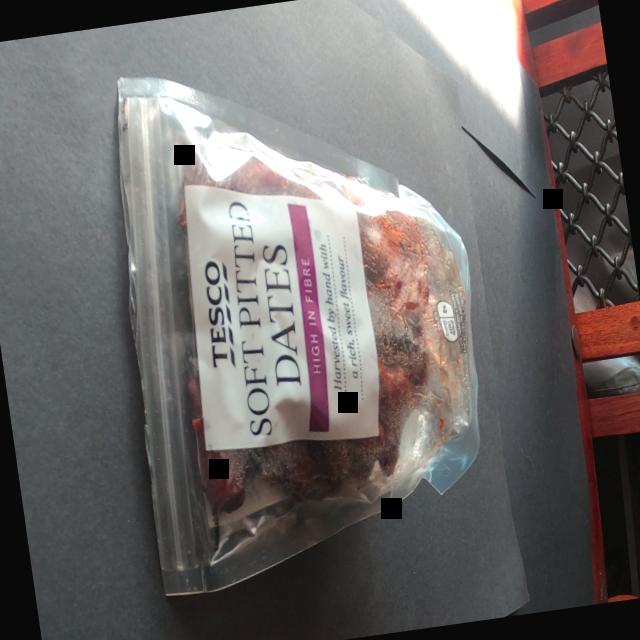 TESCO
SOFT PITTED
DATES
HIGH IN FIBRE
Harvested by hand with
a rich, sweet flavour